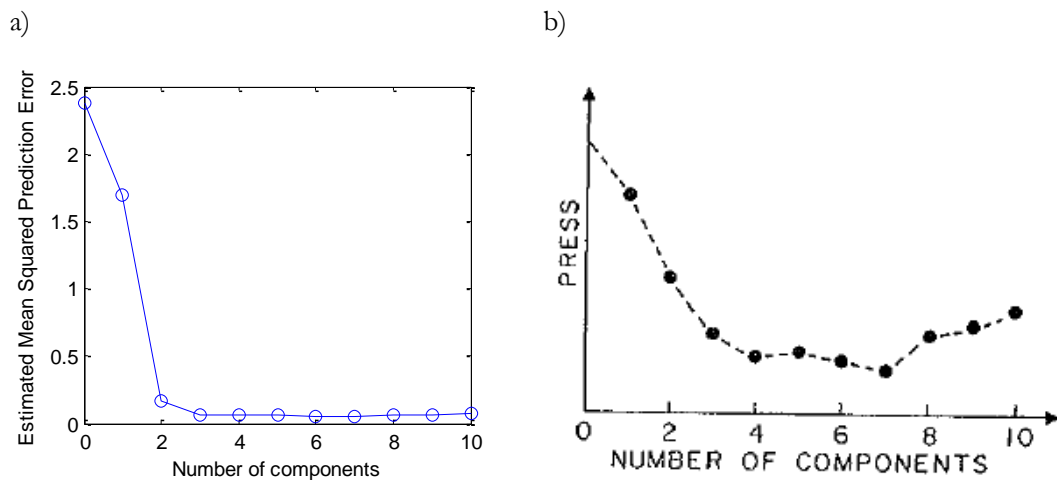 a)
b)
Estimated Mean Squared Prediction Error
2.5
2
1.5
1
0.5
0
0 2 4 6 8 10
Number of components
PRESS
0 2 4 6 8 10
NUMBER OF COMPONENTS